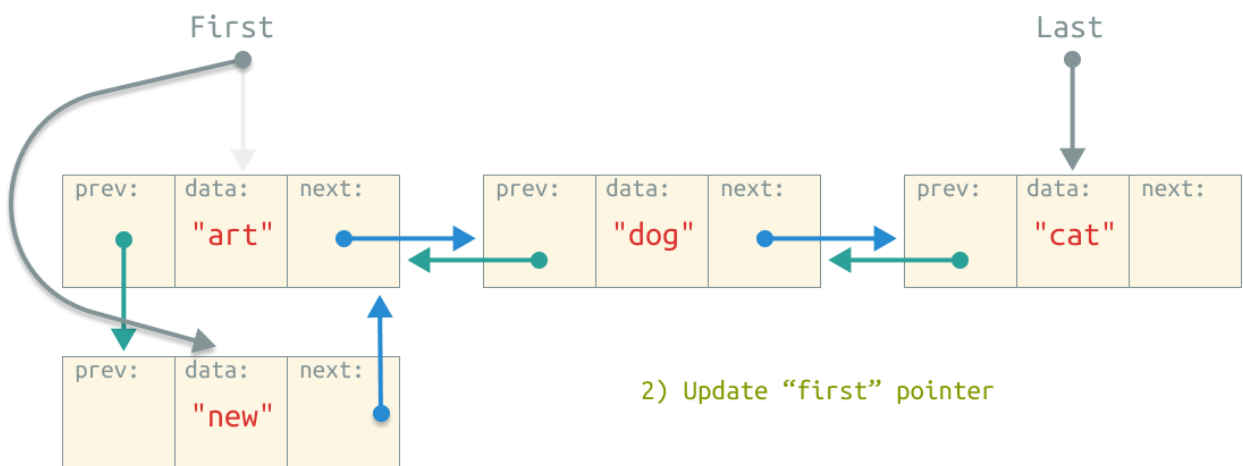 First Last
prev: data: next: prev: data: next: prev: data: next:
"art" "dog" "cat"
prev: data: next:
2) Update “first” pointer
"new"